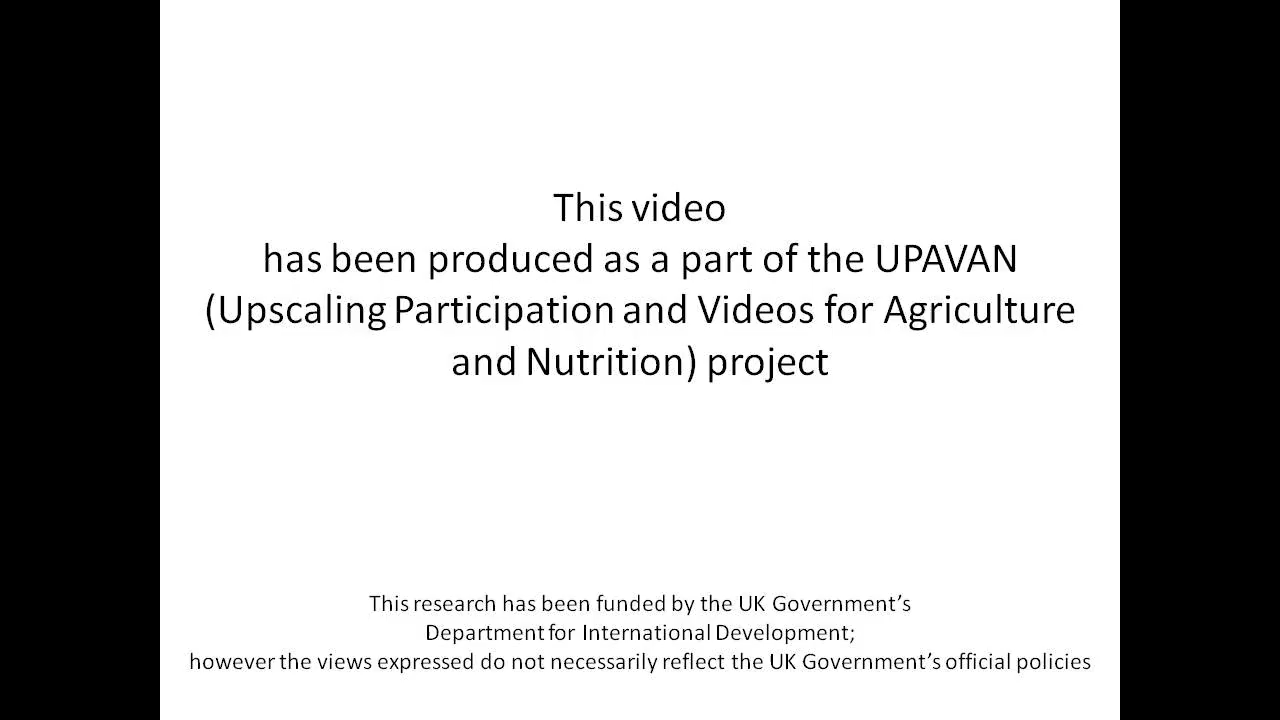 This video
has been produced as a part of the UPAVAN
(Upscaling Participation and Videos for Agriculture
and Nutrition) project
This research has been funded by the UK Government’s
Department for International Development;
however the views expressed do not necessarily reflect the UK Government’s official policies